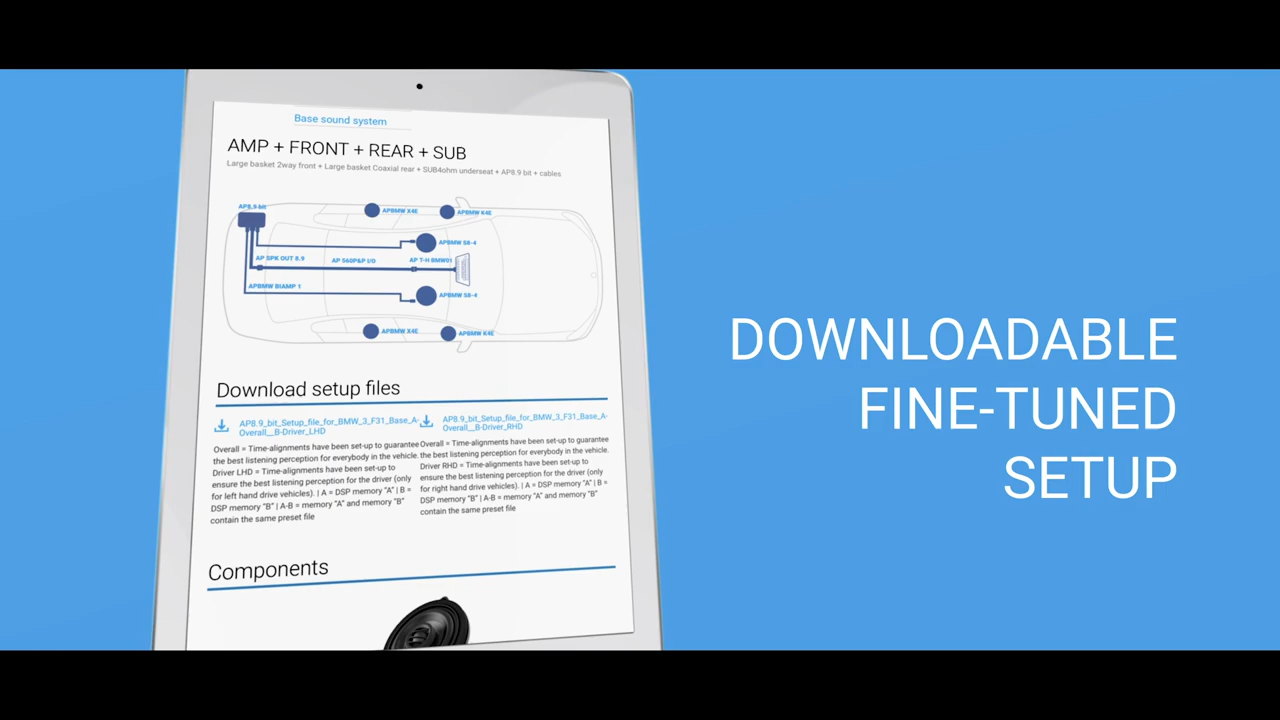 Base sound system
AMP + FRONT + REAR + SUB
Large basket 2way front + Large basket Coaxial rear + SUB4ohm underseat + AP8.9 bit + cables
AP8.9 bit
APBMW X4E
APBMW K4E
APBMW S8-4
AP SPK OUT 8.9
AP 560P&P I/O
AP T-H BMW01
APBMW BIAMP 1
APBMW S8-4
APBMW X4E
APBMW K4E
Download setup files
AP8.9_bit_Setup_file_for_BMW_3_F31_Base_A-
Overall__B-Driver_LHD
Overall = Time-alignments have been set-up to guarantee
the best listening perception for everybody in the vehicle.
Driver LHD = Time-alignments have been set-up to
ensure the best listening perception for the driver (only
for left hand drive vehicles). | A = DSP memory "A" | B =
DSP memory "B" | A-B = memory "A" and memory "B"
contain the same preset file
AP8.9_bit_Setup_file_for_BMW_3_F31_Base_A-
Overall__B-Driver_RHD
Overall = Time-alignments have been set-up to guarantee
the best listening perception for everybody in the vehicle.
Driver RHD = Time-alignments have been set-up to
ensure the best listening perception for the driver (only
for right hand drive vehicles). | A = DSP memory "A" | B =
DSP memory "B" | A-B = memory "A" and memory "B"
contain the same preset file
Components
DOWNLOADABLE
FINE-TUNED
SETUP